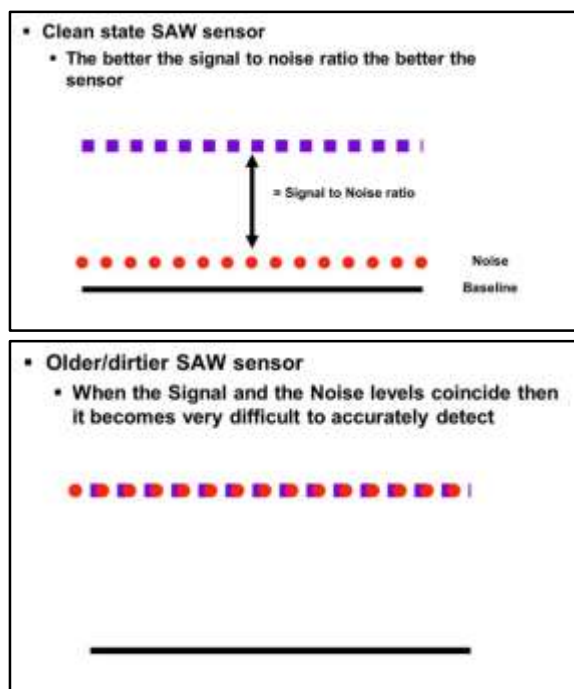 ▪ Clean state SAW sensor
▪ The better the signal to noise ratio the better the
sensor
= Signal to Noise ratio
Noise
Baseline
▪ Older/dirtier SAW sensor
▪ When the Signal and the Noise levels coincide then
it becomes very difficult to accurately detect